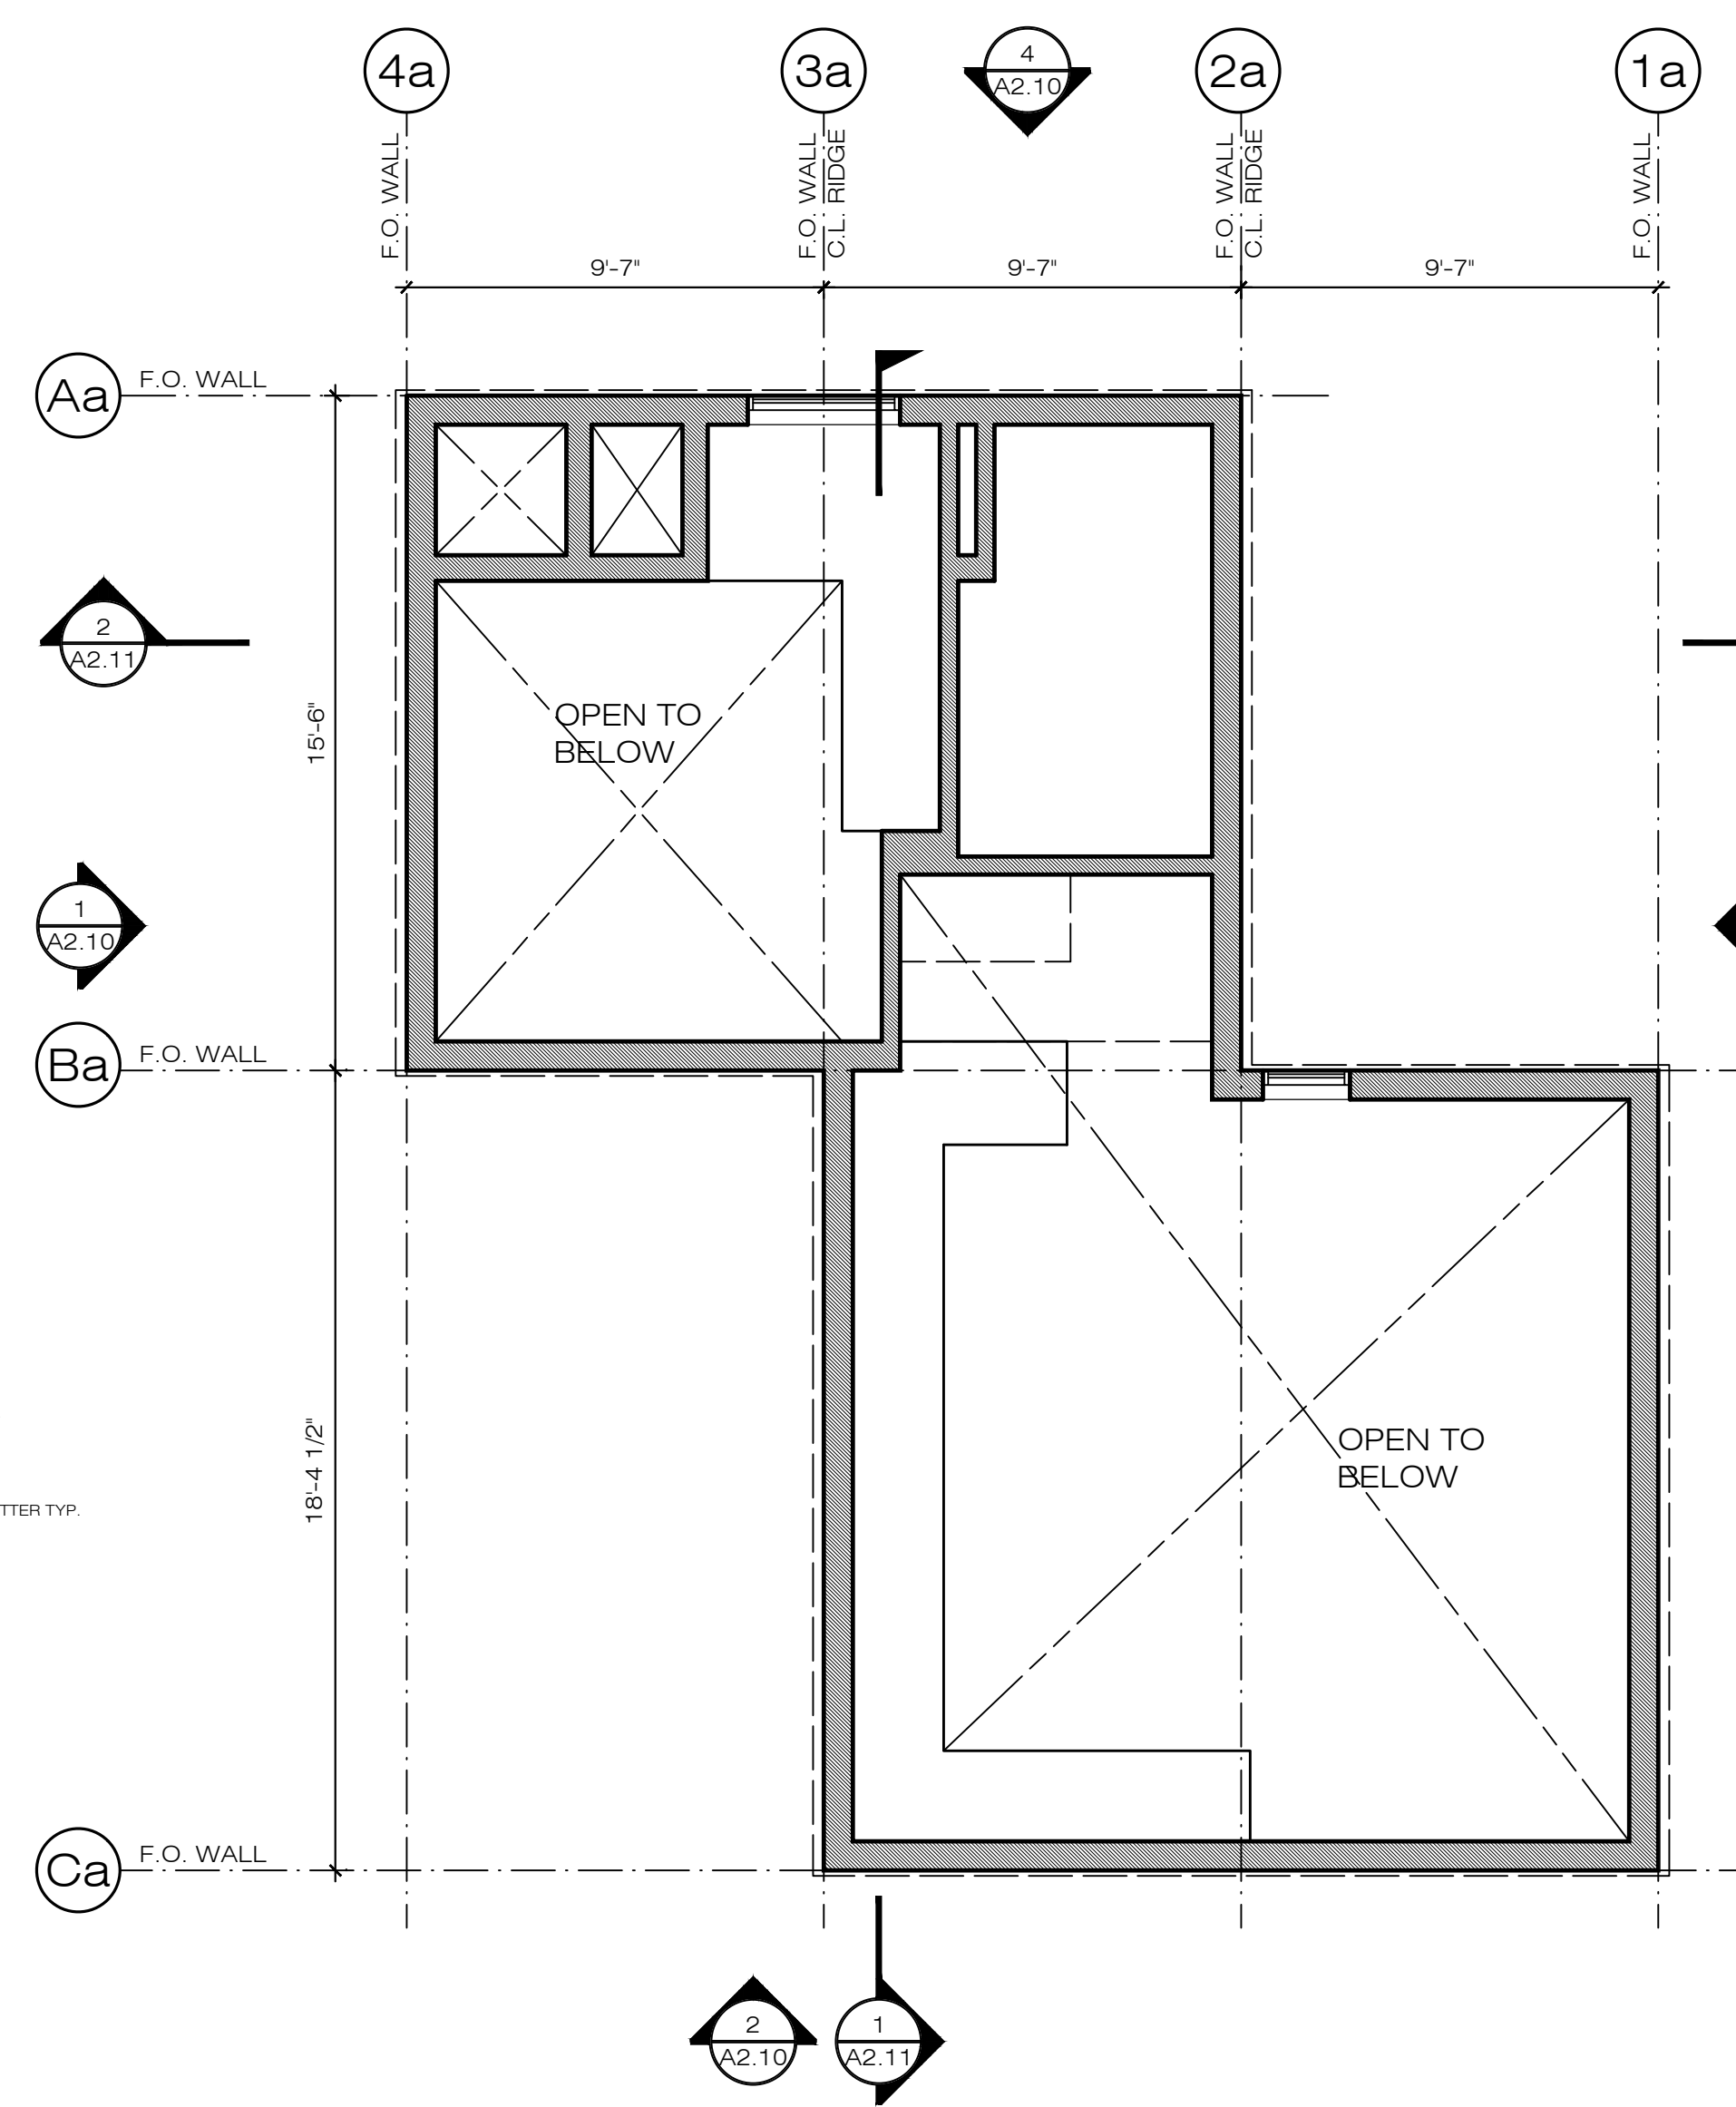 4a
3a
4
A2.10
2a
1a
F.O. WALL
F.O. WALL
C.L. RIDGE
F.O. WALL
C.L. RIDGE
F.O. WALL
9'-7"
9'-7"
9'-7"
Aa
F.O. WALL
2
A2.11
15'-6"
OPEN TO
BELOW
1
A2.10
Ba
F.O. WALL
18'-4 1/2"
OPEN TO
BELOW
TTER TYP.
Ca
F.O. WALL
2
A2.10
1
A2.11